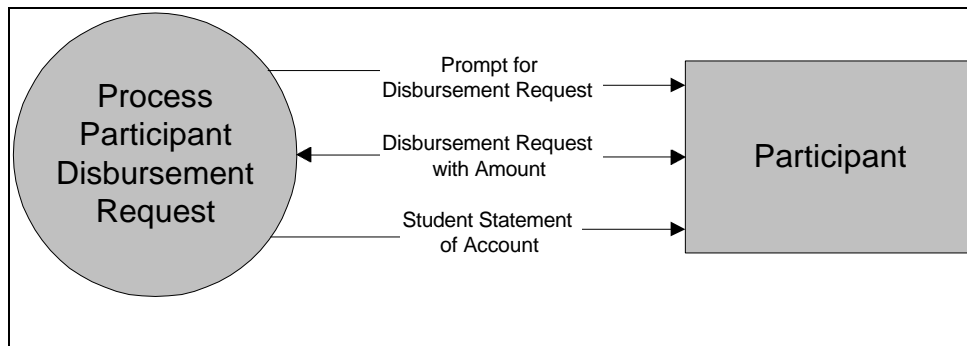 Process
Participant
Disbursement
Request
Prompt for
Disbursement Request
Disbursement Request
with Amount
Student Statement
of Account
Participant